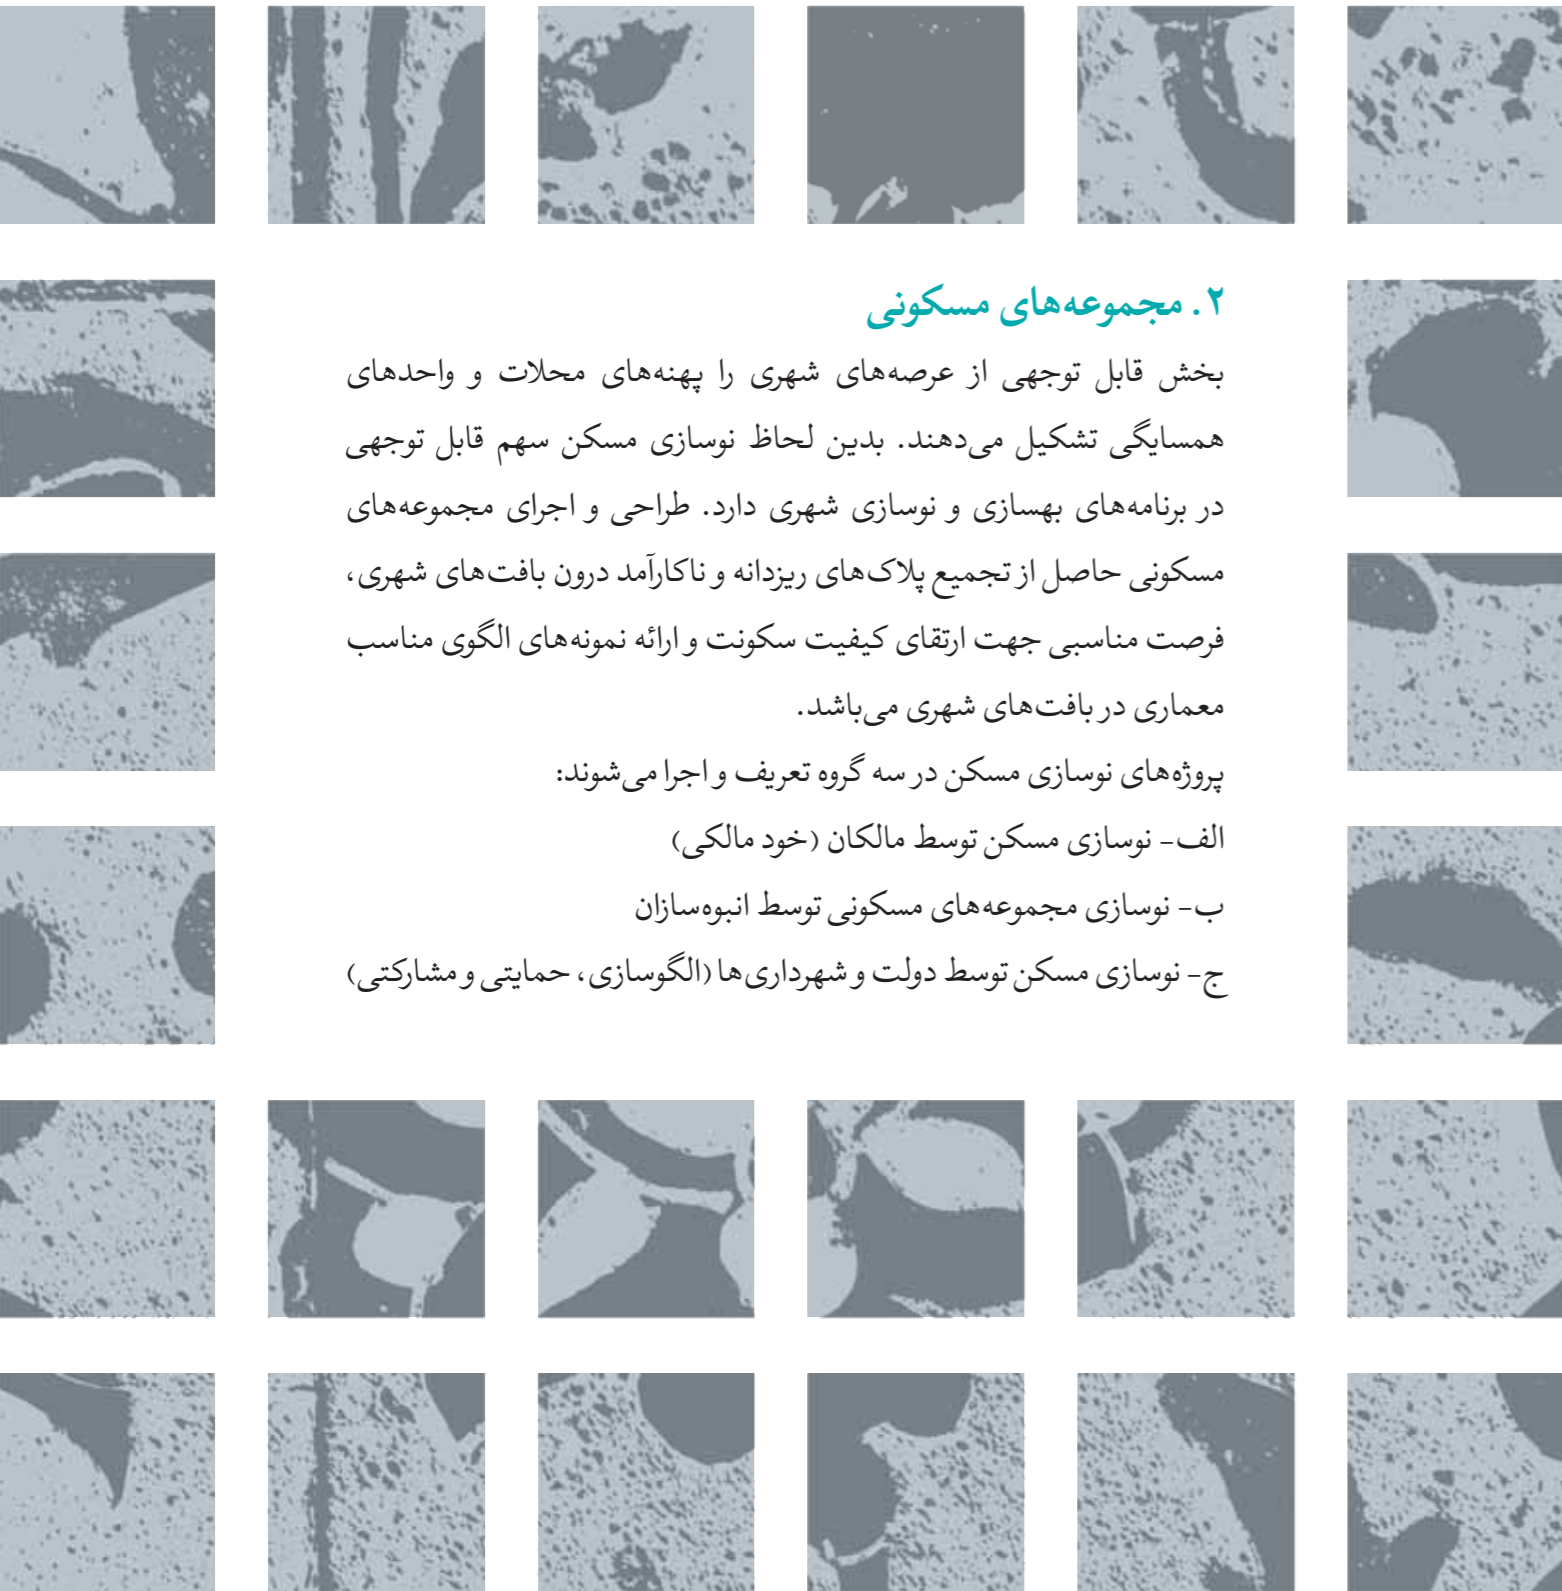 ۲. مجموعه‌های مسکونی
بخش قابل توجهی از عرصه‌های شهری را پهنه‌های محلات و واحدهای
همسایگی تشکیل می‌دهند. بدین لحاظ نوسازی مسکن سهم قابل توجهی
در برنامه‌های بهسازی و نوسازی شهری دارد. طراحی و اجرای مجموعه‌های
مسکونی حاصل از تجمیع پلاک‌های ریزدانه و ناکارآمد درون بافت‌های شهری،
فرصت مناسبی جهت ارتقای کیفیت سکونت و ارائه نمونه‌های الگوی مناسب
معماری در بافت‌های شهری می‌باشد.
پروژه‌های نوسازی مسکن در سه گروه تعریف و اجرا می‌شوند:
الف- نوسازی مسکن توسط مالکان (خود مالکی)
ب- نوسازی مجموعه‌های مسکونی توسط انبوه‌سازان
ج- نوسازی مسکن توسط دولت و شهرداری‌ها (الگوسازی، حمایتی و مشارکتی)